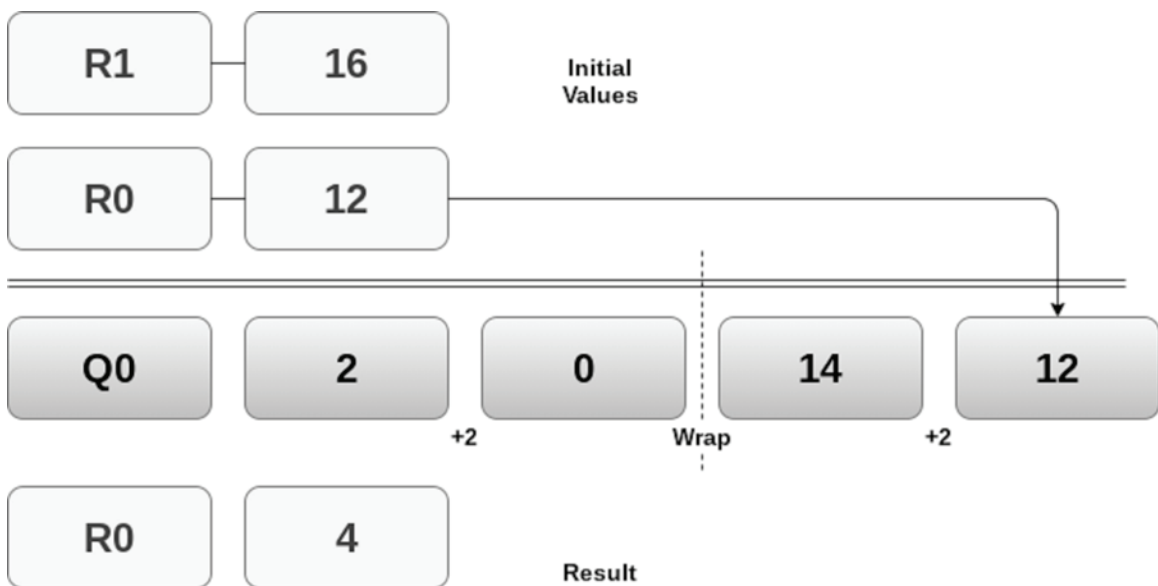 R1 16
Initial
Values
R0 12
Q0 2 0 14 12
+2 Wrap +2
R0 4
Result